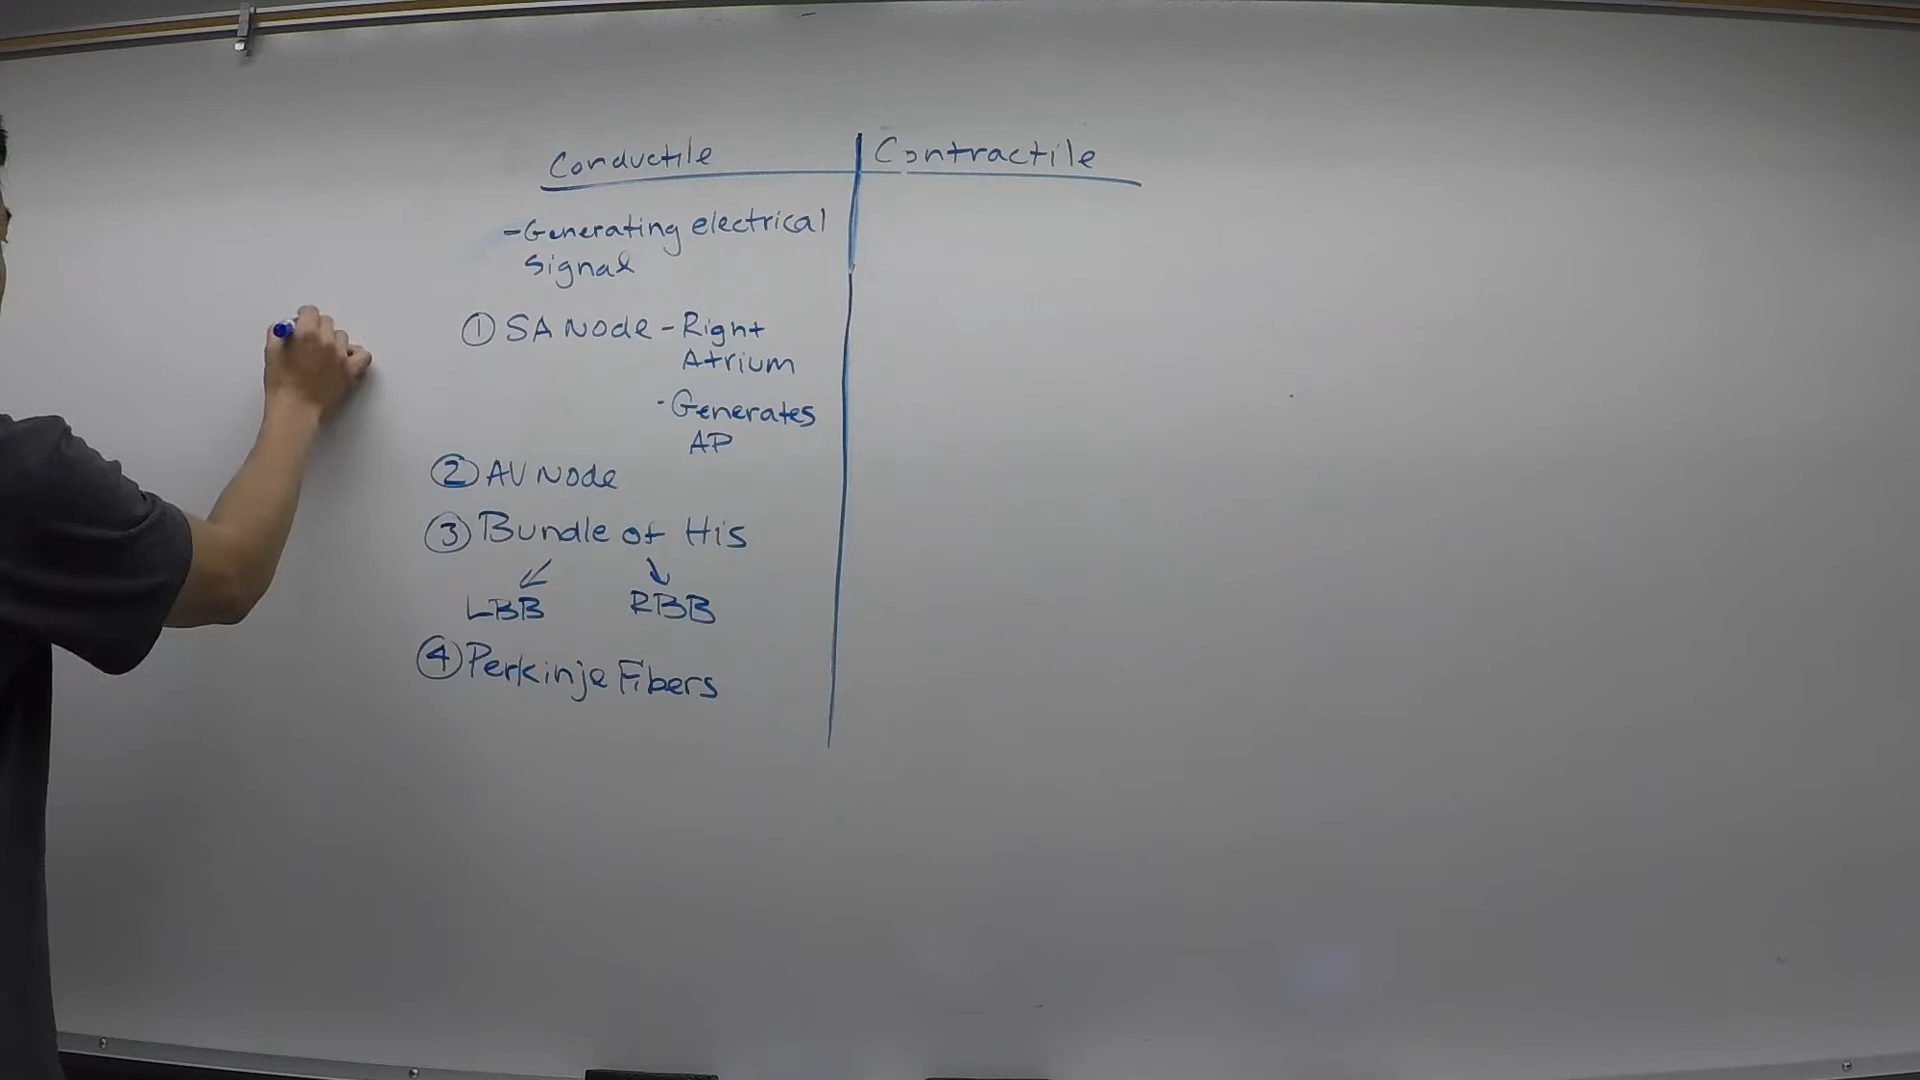 Conductile
Contractile
-Generating electrical
Signal
① SA Node - Right
Atrium
- Generates
AP
② AV Node
③ Bundle of His
LBB
RBB
④ Perkinje Fibers